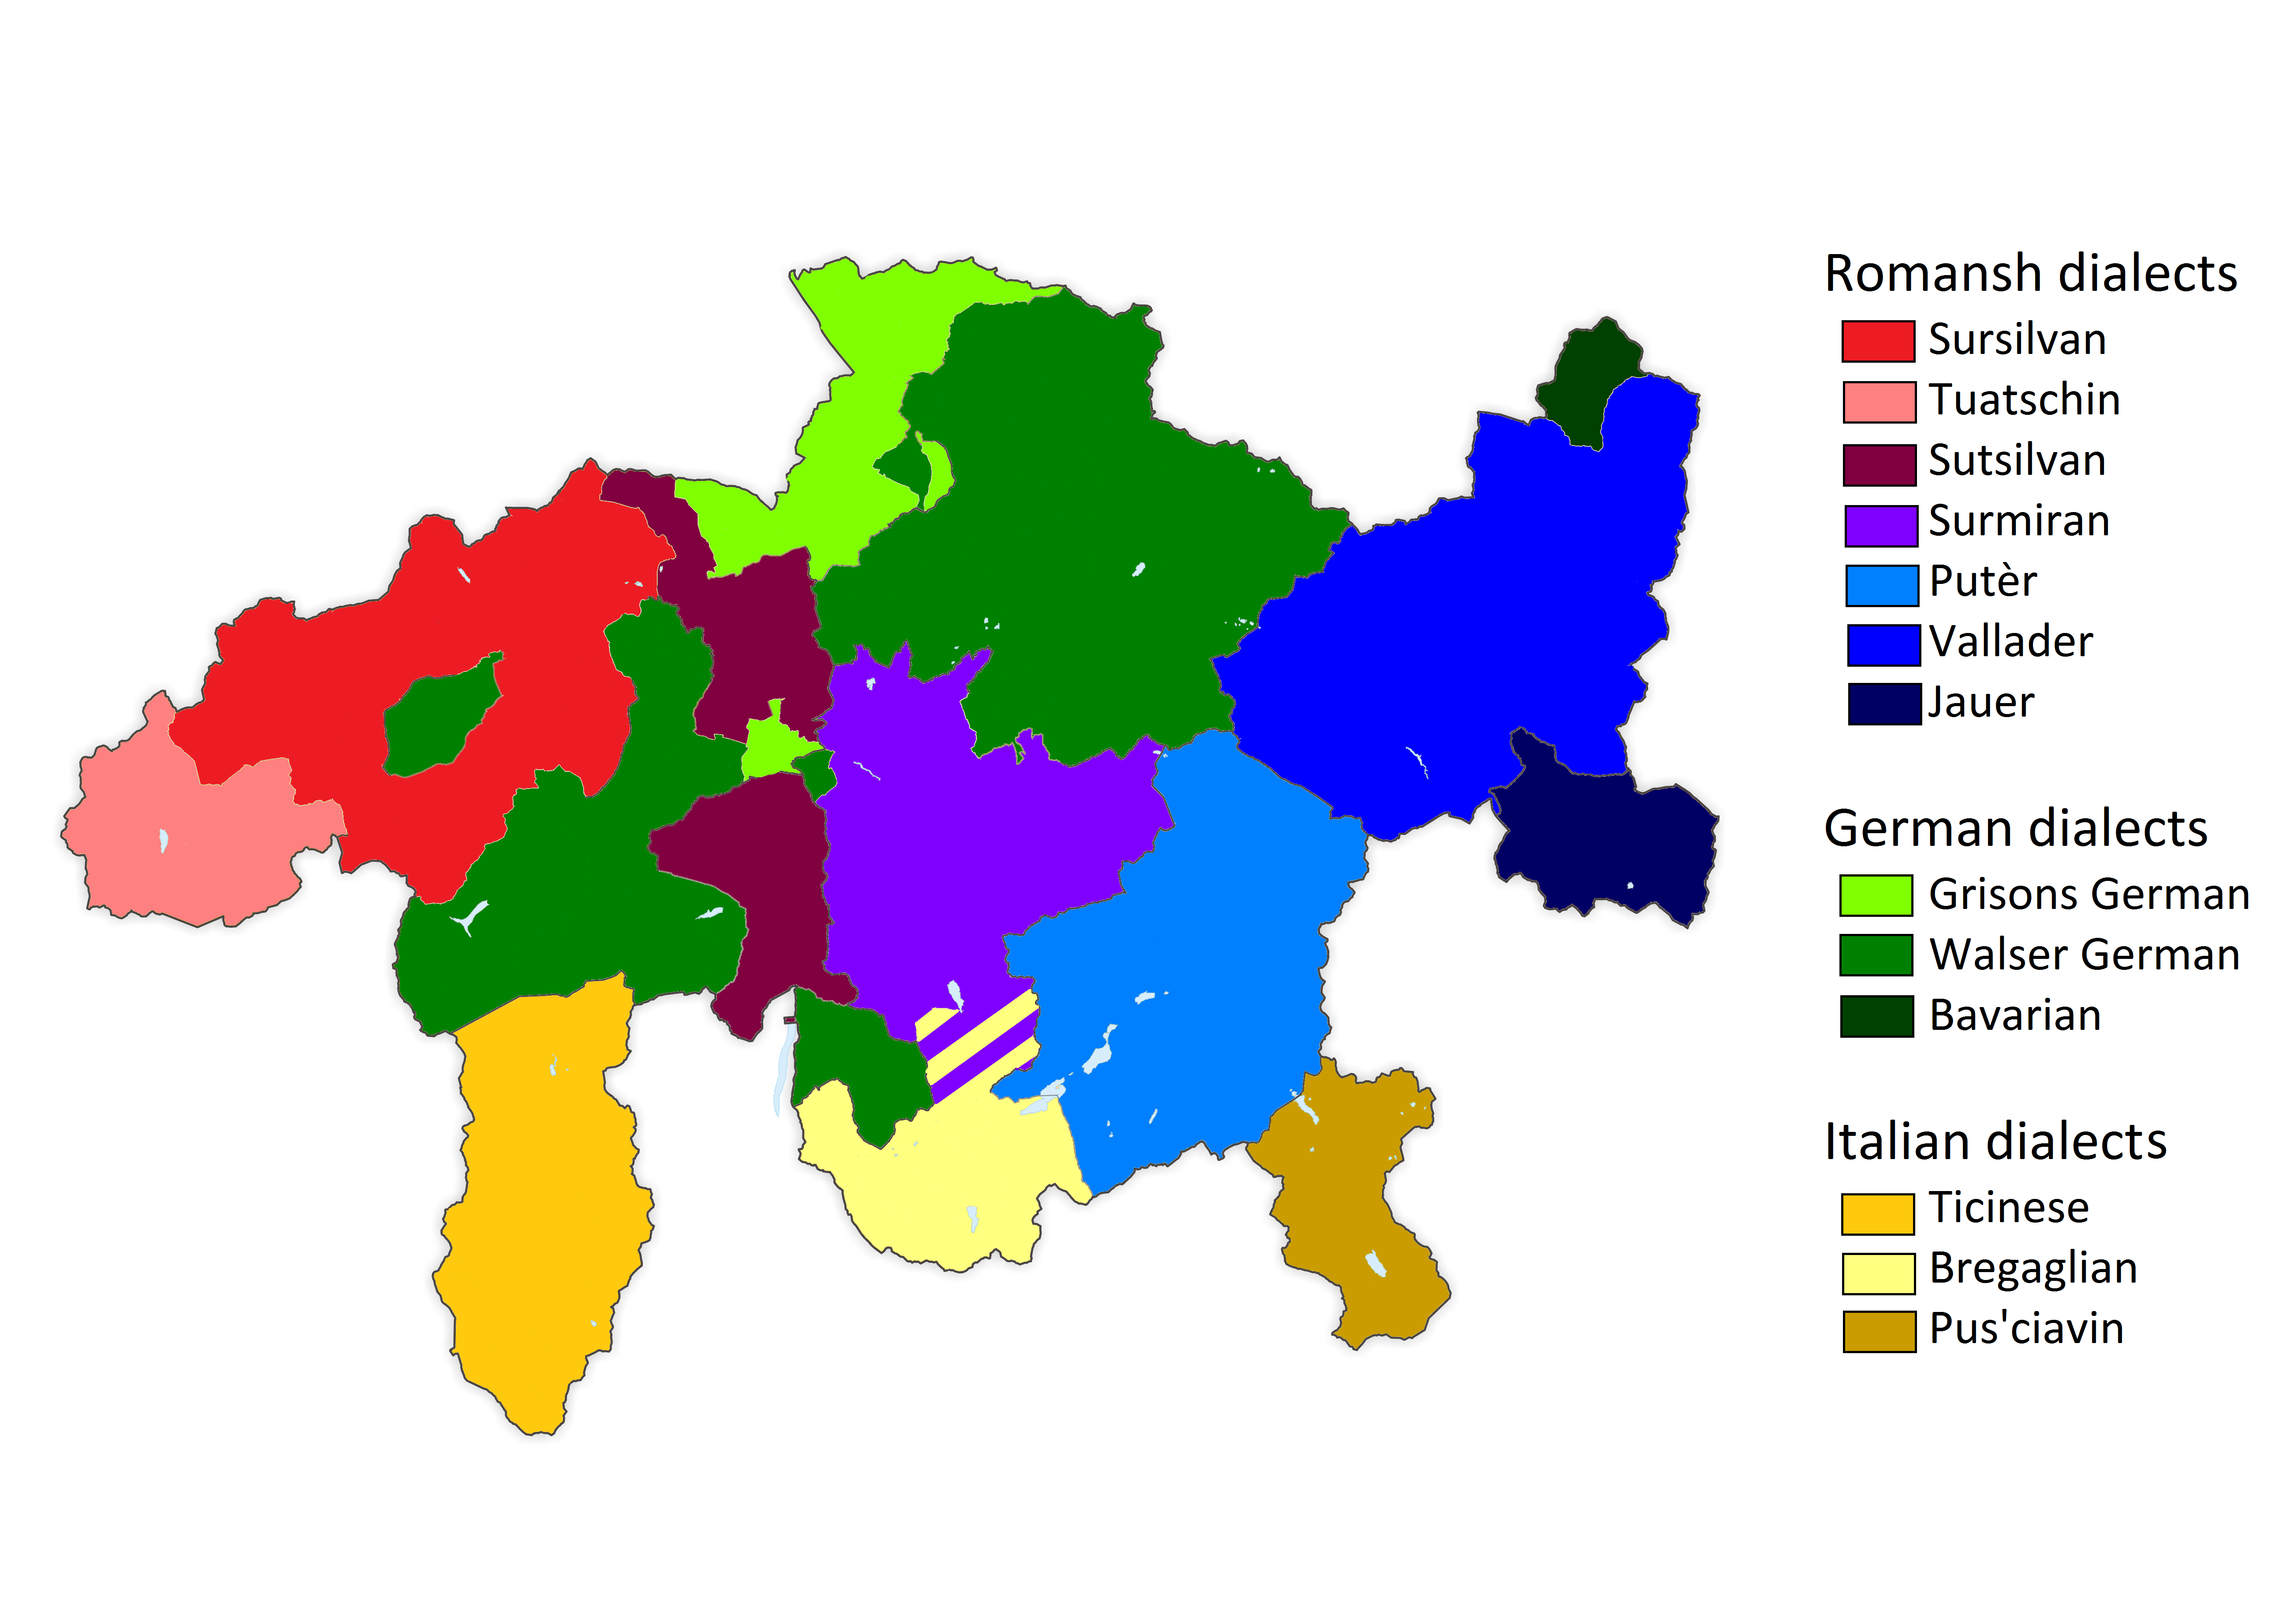 Romansh dialects
Sursilvan
Tuatschin
Sutsilvan
Surmiran
Putèr
Vallader
Jauer
German dialects
Grisons German
Walser German
Bavarian
Italian dialects
Ticinese
Bregaglian
Pus'ciavin